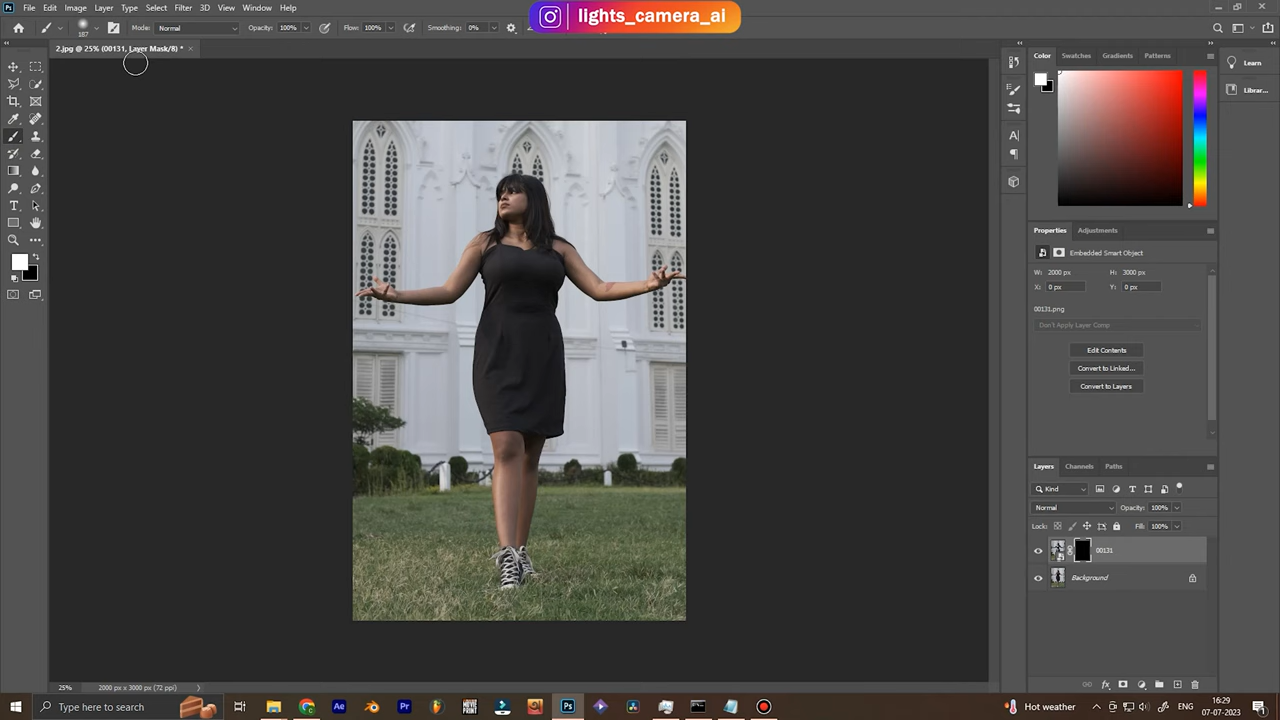 File Edit Image Layer Type Select Filter 3D View Window Help
lights_camera_ai
187 Mode: Normal Opacity: 100% Flow: 100% Smoothing: 0%
2.jpg @ 25% (00131, Layer Mask/8) *
Color Swatches Gradients Patterns
Learn
Librar...
Properties Adjustments
Embedded Smart Object
W: 2000 px H: 3000 px
X: 0 px Y: 0 px
00131.png
Don't Apply Layer Comp
Edit Contents
Convert to Linked...
Convert to Layers
Layers Channels Paths
Kind
Normal Opacity: 100%
Lock: Fill: 100%
00131
Background
25% 2000 px x 3000 px (72 ppi)
Type here to search
Hot weather
ENG
16:29
07-07-2023